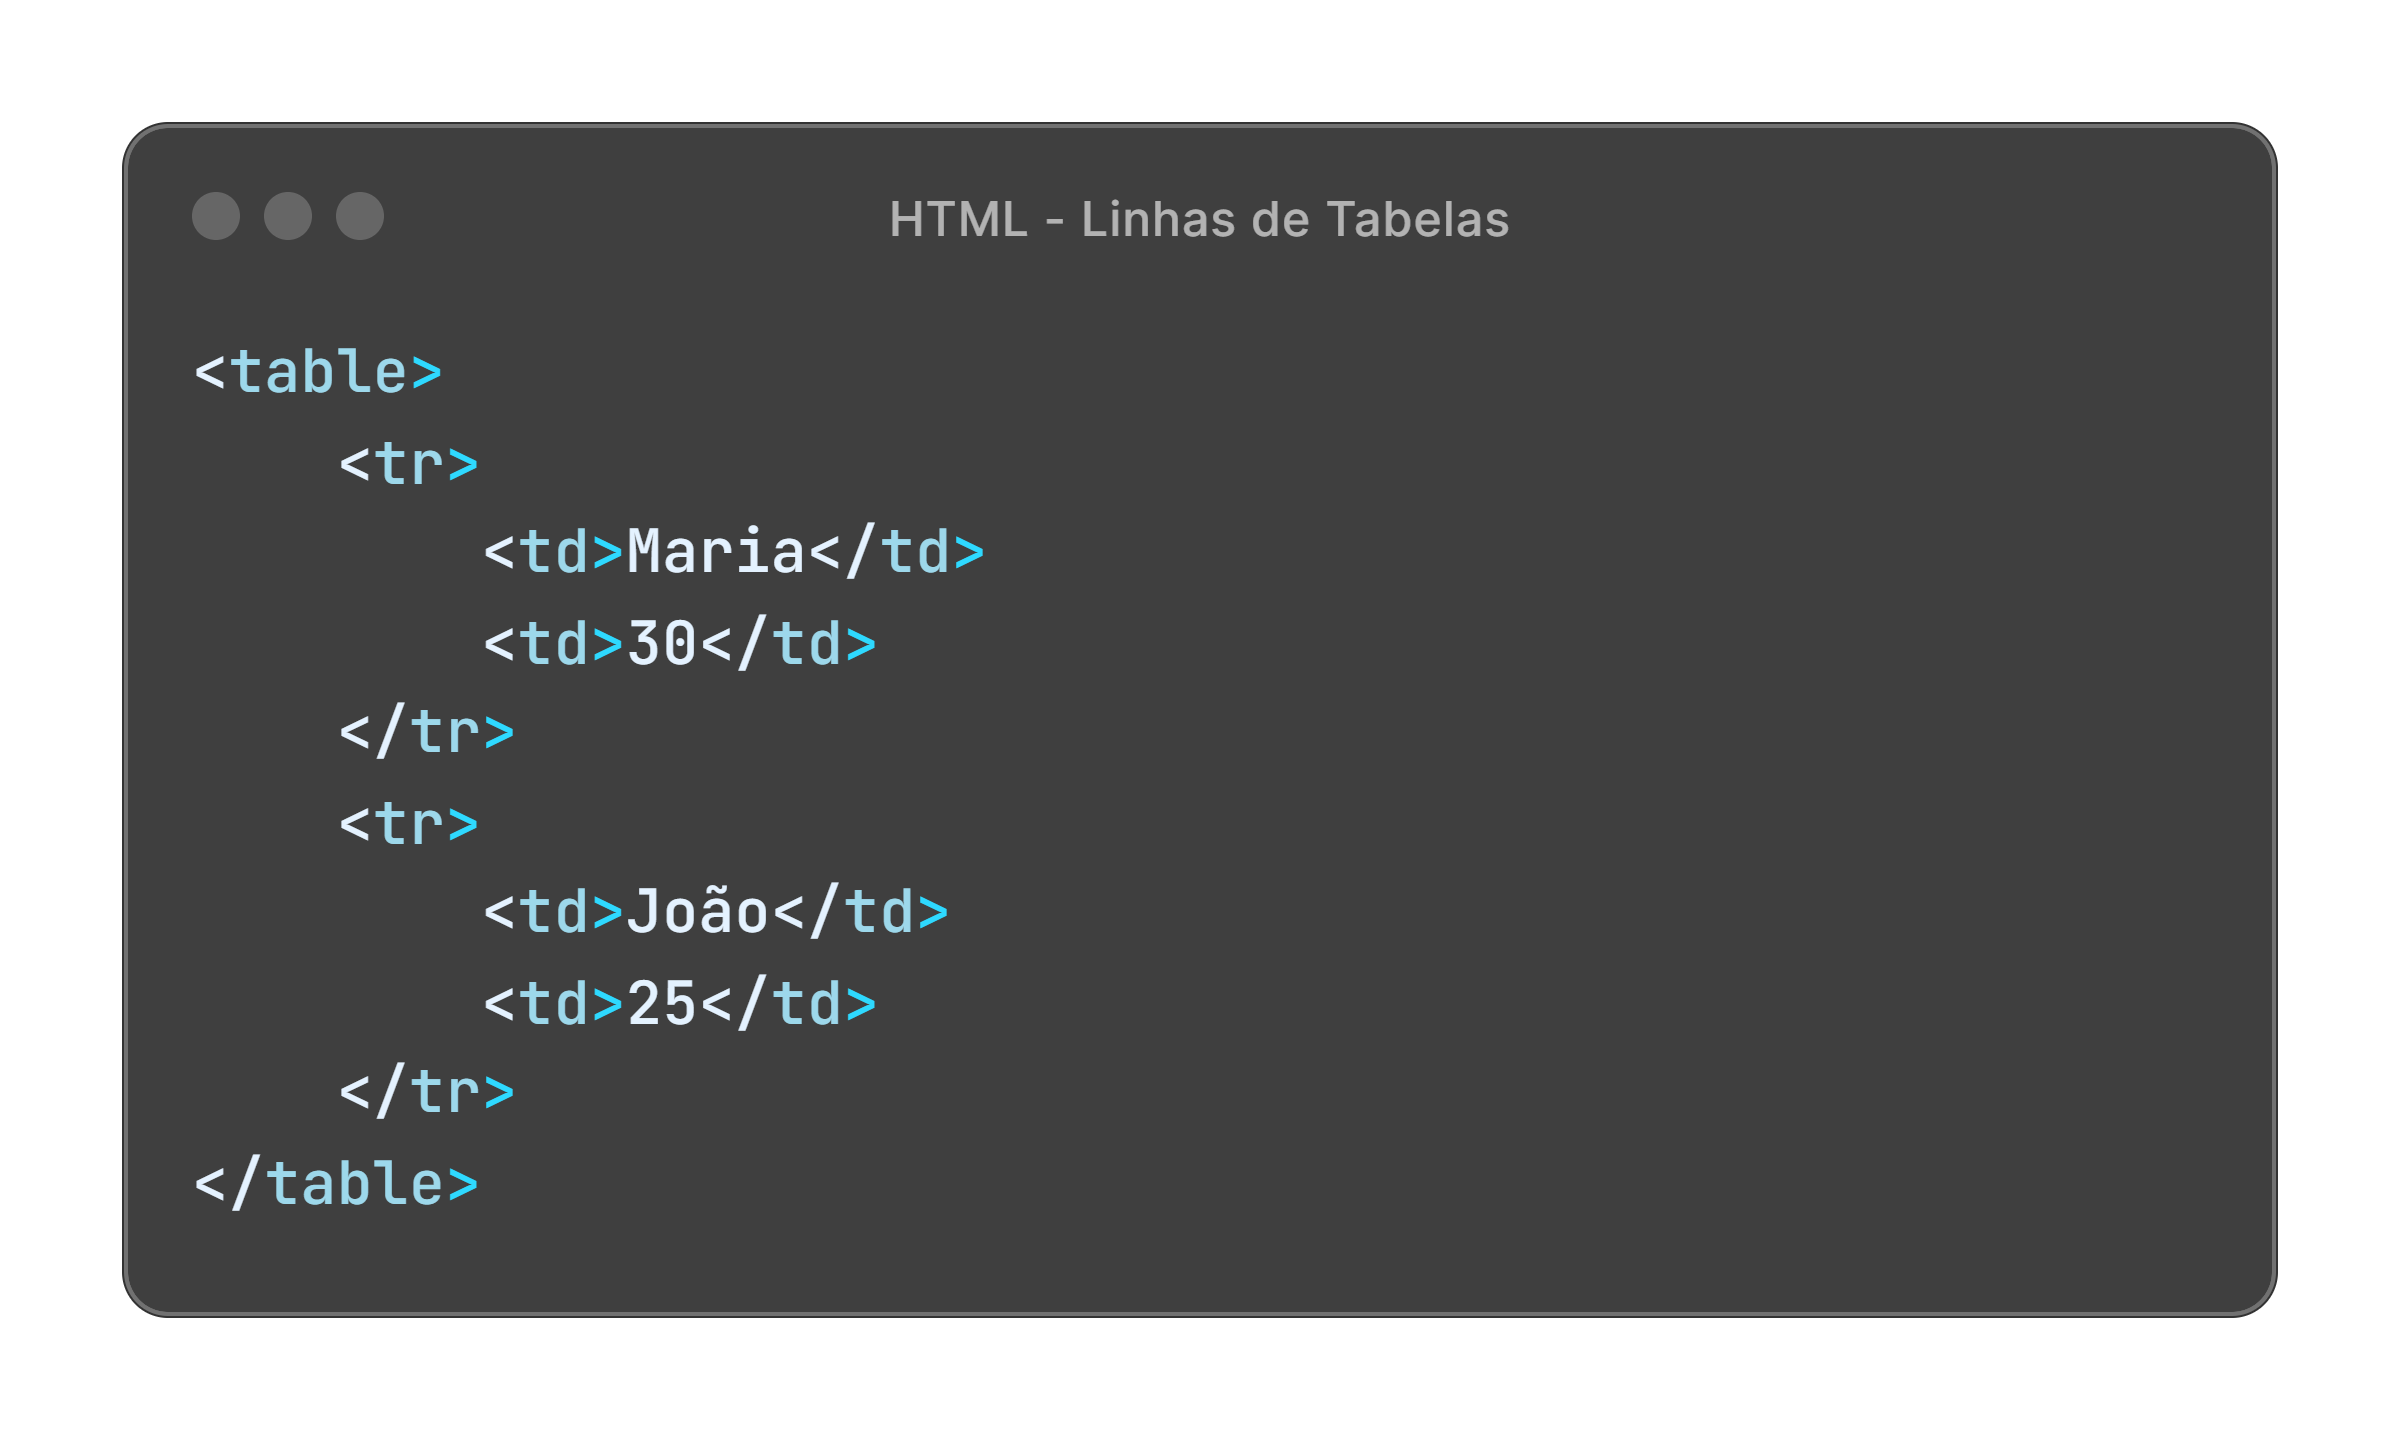 HTML - Linhas de Tabelas
<table>
    <tr>
        <td>Maria</td>
        <td>30</td>
    </tr>
    <tr>
        <td>João</td>
        <td>25</td>
    </tr>
</table>